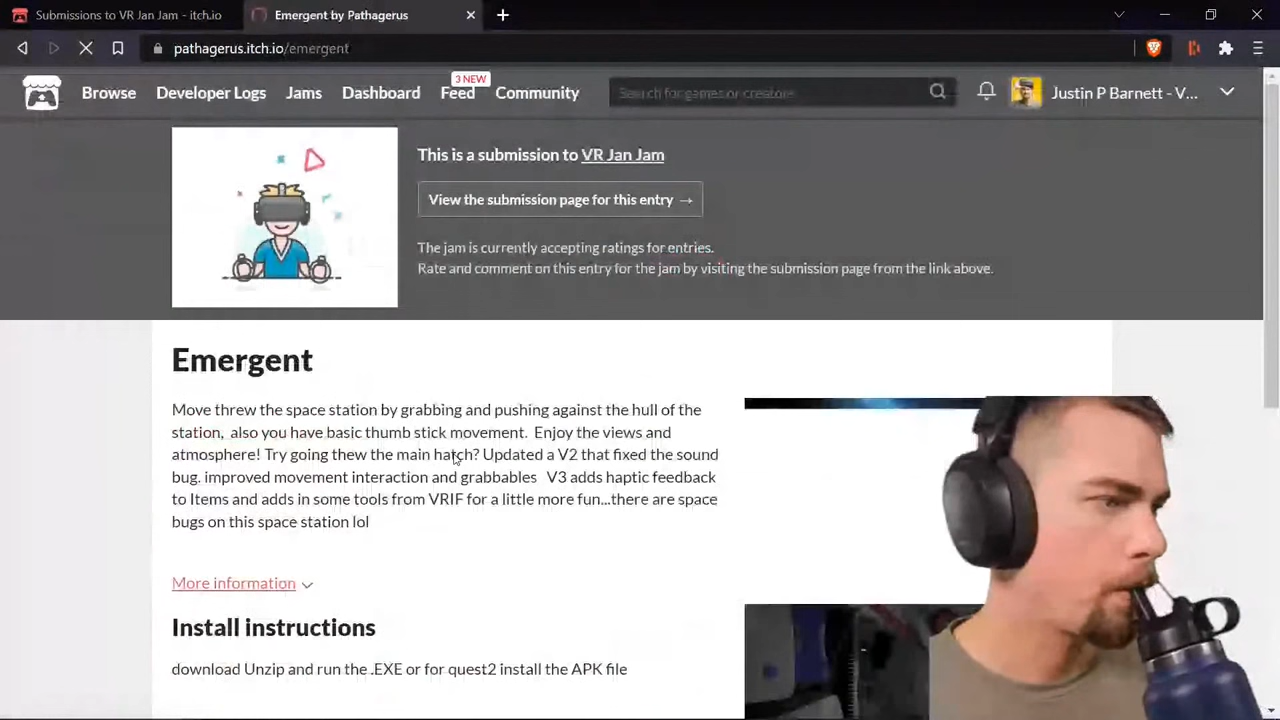 Submissions to VR Jan Jam - itch.io
Emergent by Pathagerus
pathagerus.itch.io/emergent
Browse
Developer Logs
Jams
Dashboard
3 NEW
Feed
Community
Search for games or creators
Justin P Barnett - V...
This is a submission to VR Jan Jam
View the submission page for this entry →
The jam is currently accepting ratings for entries.
Rate and comment on this entry for the jam by visiting the submission page from the link above.
Emergent
Move threw the space station by grabbing and pushing against the hull of the
station, also you have basic thumb stick movement. Enjoy the views and
atmosphere! Try going thew the main hatch? Updated a V2 that fixed the sound
bug. improved movement interaction and grabbables V3 adds haptic feedback
to Items and adds in some tools from VRIF for a little more fun...there are space
bugs on this space station lol
More information
Install instructions
download Unzip and run the .EXE or for quest2 install the APK file